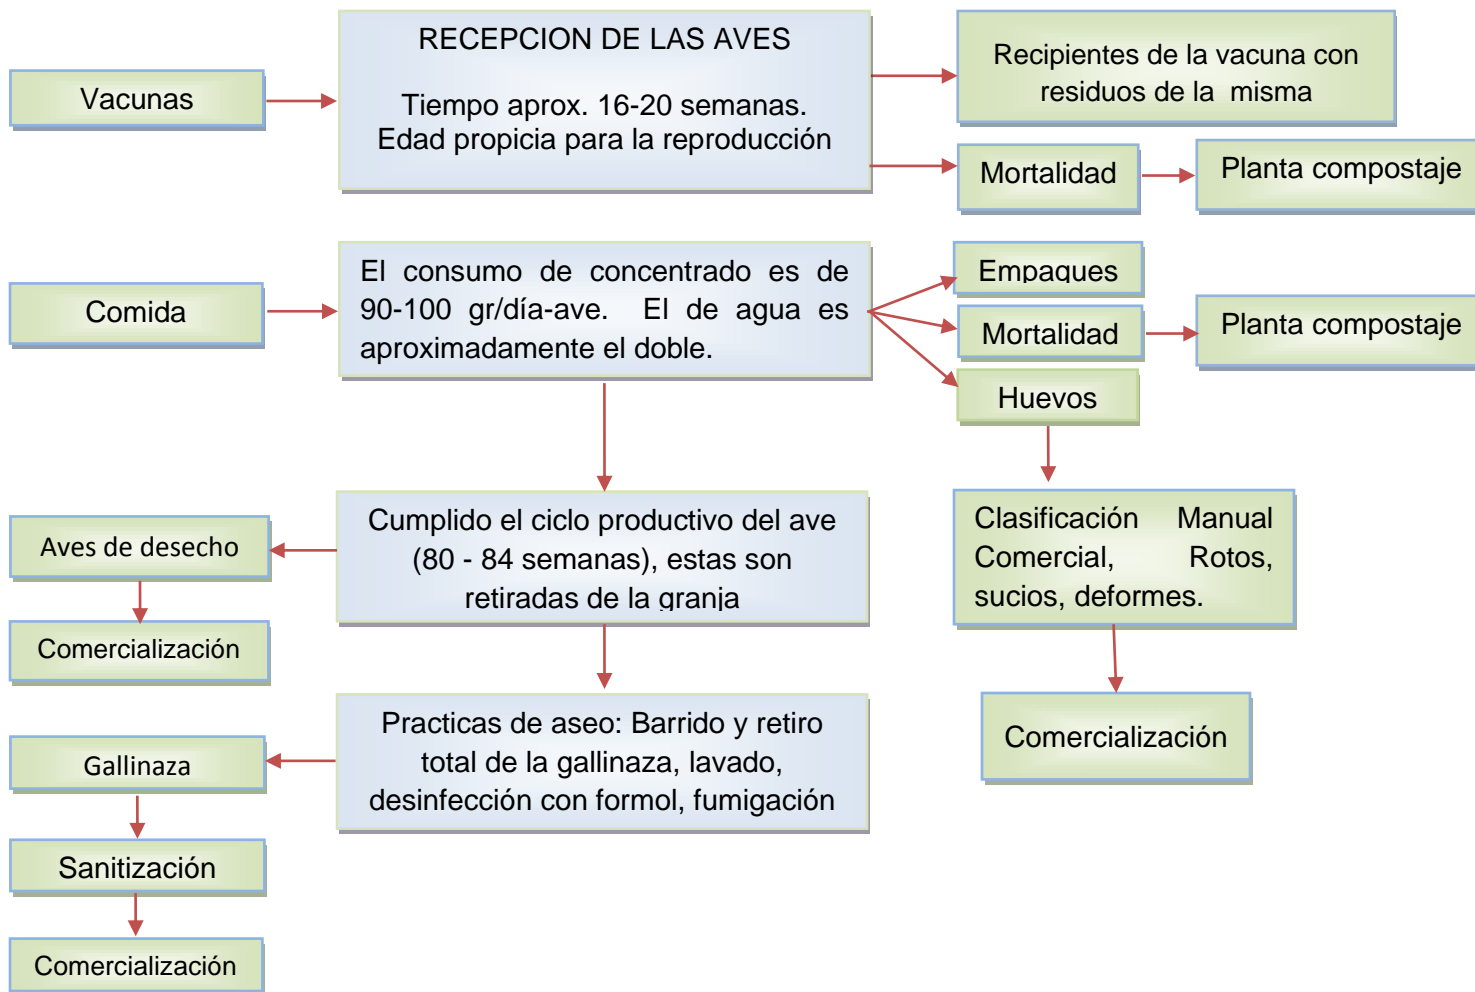 RECEPCION DE LAS AVES
Tiempo aprox. 16-20 semanas.
Edad propicia para la reproducción
Vacunas
Recipientes de la vacuna con
residuos de la misma
Mortalidad
Planta compostaje
Comida
El consumo de concentrado es de
90-100 gr/día-ave. El de agua es
aproximadamente el doble.
Empaques
Mortalidad
Planta compostaje
Huevos
Aves de desecho
Cumplido el ciclo productivo del ave
(80 - 84 semanas), estas son
retiradas de la granja
Clasificación Manual
Comercial, Rotos,
sucios, deformes.
Comercialización
Gallinaza
Practicas de aseo: Barrido y retiro
total de la gallinaza, lavado,
desinfección con formol, fumigación
Comercialización
Sanitización
Comercialización